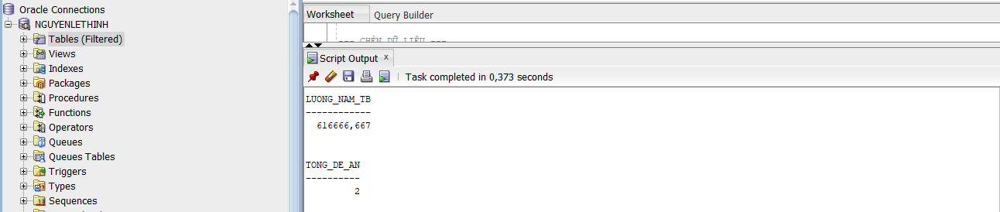 Oracle Connections
NGUYENLETHINH
Tables (Filtered)
Views
Indexes
Packages
Procedures
Functions
Operators
Queues
Queues Tables
Triggers
Types
Sequences
Worksheet
Query Builder
--- CHÈN DỮ LIỆU ---
Script Output x
Task completed in 0,373 seconds
LUONG_NAM_TB
------------
616666,667
TONG_DE_AN
----------
2